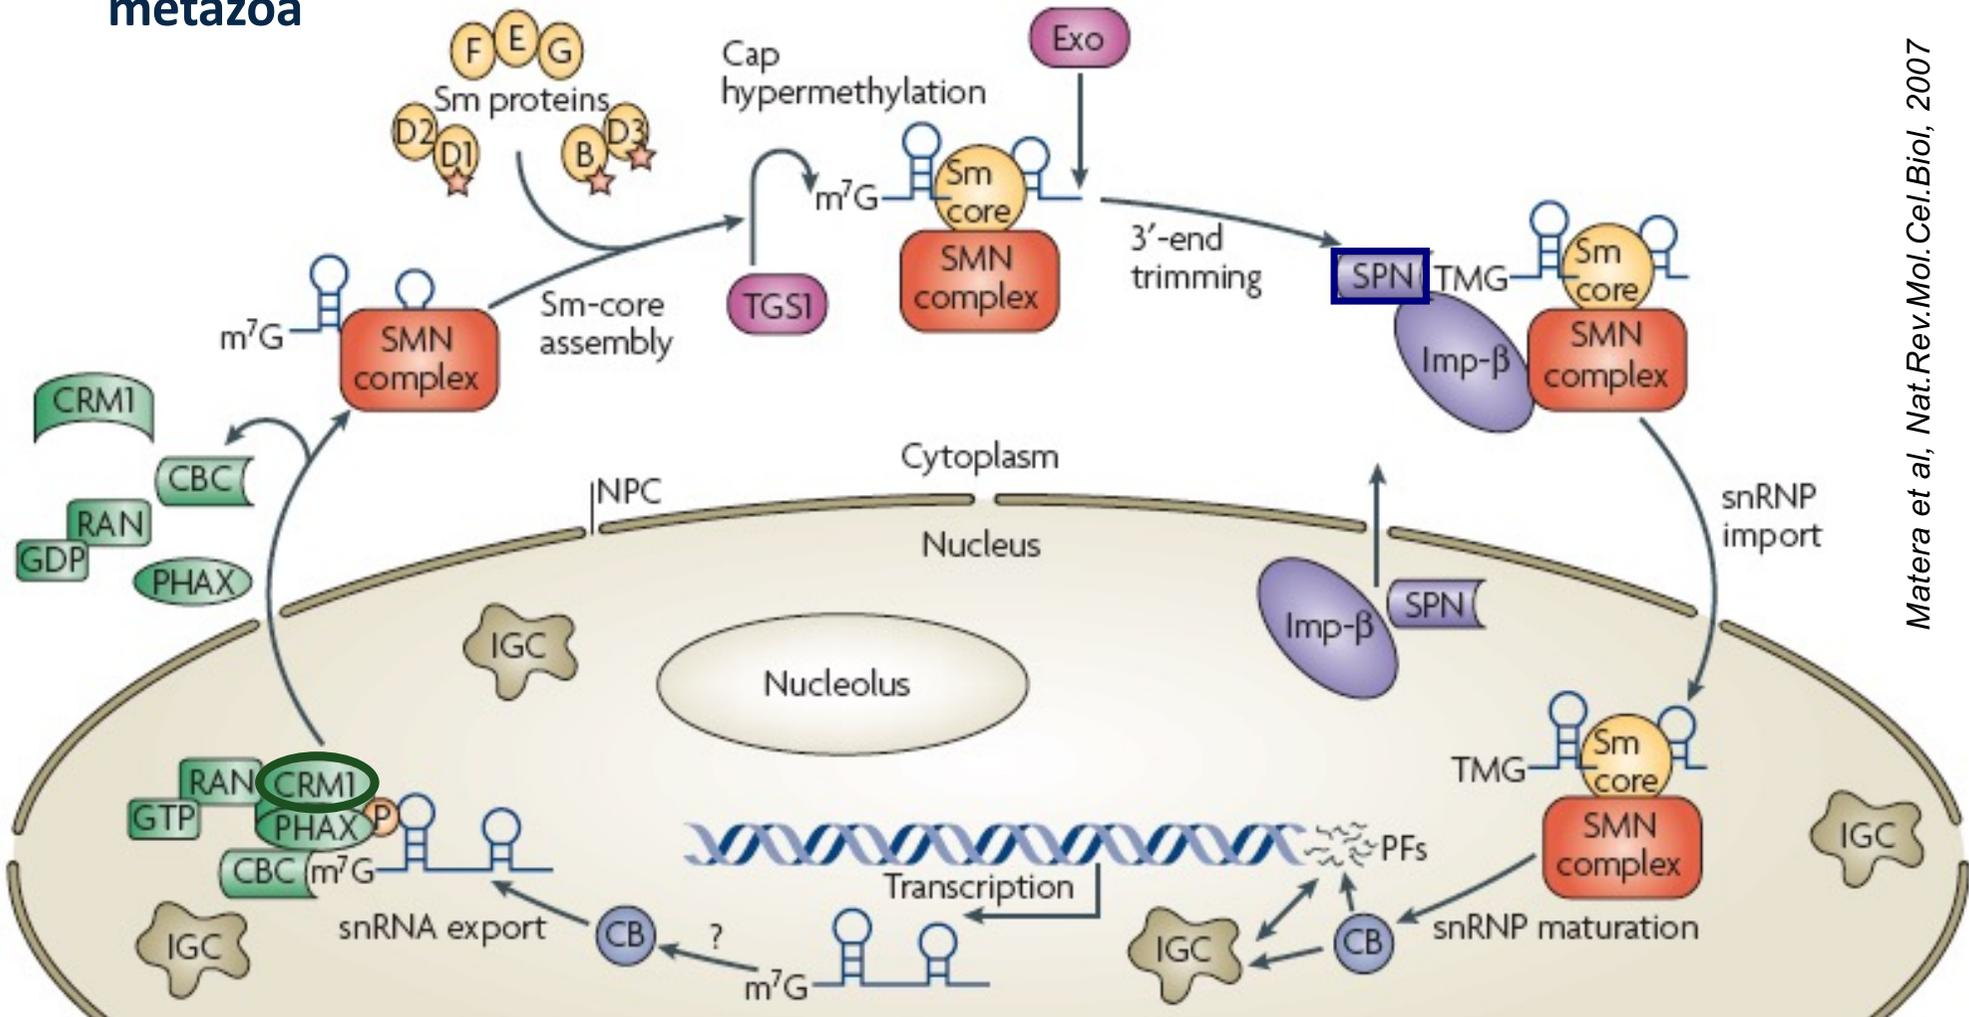 metazoa
F E G
Sm proteins
D2
D1
B
D3
Cap
hypermethylation
Exo
m⁷G
Sm
core
SMN
complex
TGS1
Sm-core
assembly
3′-end
trimming
SPN
TMG
Sm
core
Imp-β
SMN
complex
m⁷G
SMN
complex
CRM1
CBC
RAN
GDP
PHAX
NPC
Cytoplasm
Nucleus
snRNP
import
Matera et al, Nat.Rev.Mol.Cel.Biol, 2007
IGC
Nucleolus
Imp-β
SPN
RAN
CRM1
GTP
PHAX
P
CBC
m⁷G
snRNA export
IGC
CB
?
m⁷G
Transcription
PFs
IGC
CB
snRNP maturation
TMG
Sm
core
SMN
complex
IGC